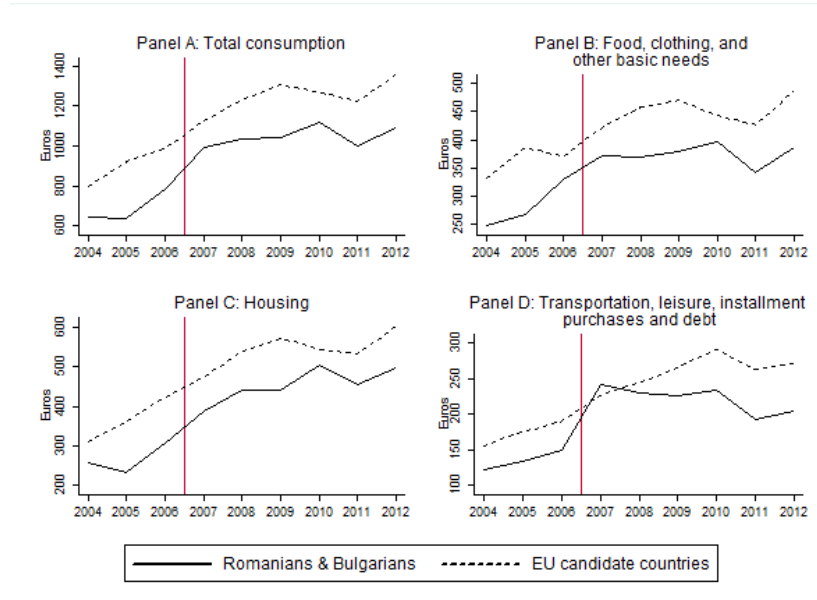 Panel A: Total consumption
Euros
1400
1200
1000
800
600
2004 2005 2006 2007 2008 2009 2010 2011 2012
Panel B: Food, clothing, and
other basic needs
Euros
500
450
400
350
300
250
2004 2005 2006 2007 2008 2009 2010 2011 2012
Panel C: Housing
Euros
600
500
400
300
200
2004 2005 2006 2007 2008 2009 2010 2011 2012
Panel D: Transportation, leisure, installment
purchases and debt
Euros
300
250
200
150
100
2004 2005 2006 2007 2008 2009 2010 2011 2012
Romanians & Bulgarians EU candidate countries